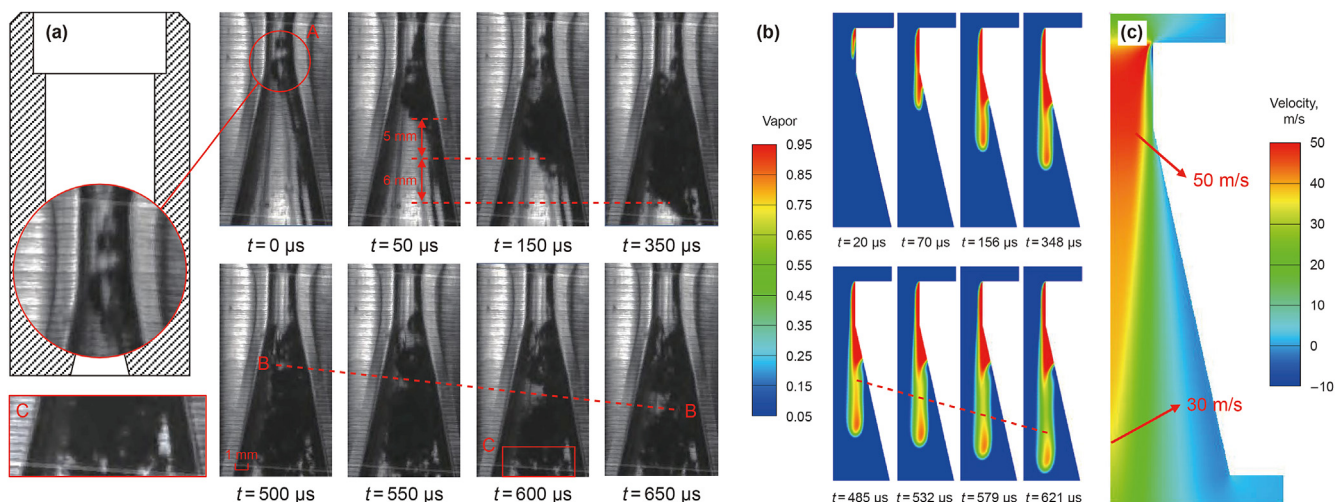 (a)
A
5 mm
6 mm
t = 0 μs
t = 50 μs
t = 150 μs
t = 350 μs
B
B
C
1 mm
C
t = 500 μs
t = 550 μs
t = 600 μs
t = 650 μs
(b)
Vapor
0.95
0.85
0.75
0.65
0.55
0.45
0.35
0.25
0.15
0.05
t = 20 μs
t = 70 μs
t = 156 μs
t = 348 μs
t = 485 μs
t = 532 μs
t = 579 μs
t = 621 μs
(c)
Velocity,
m/s
50
40
30
20
10
0
–10
50 m/s
30 m/s